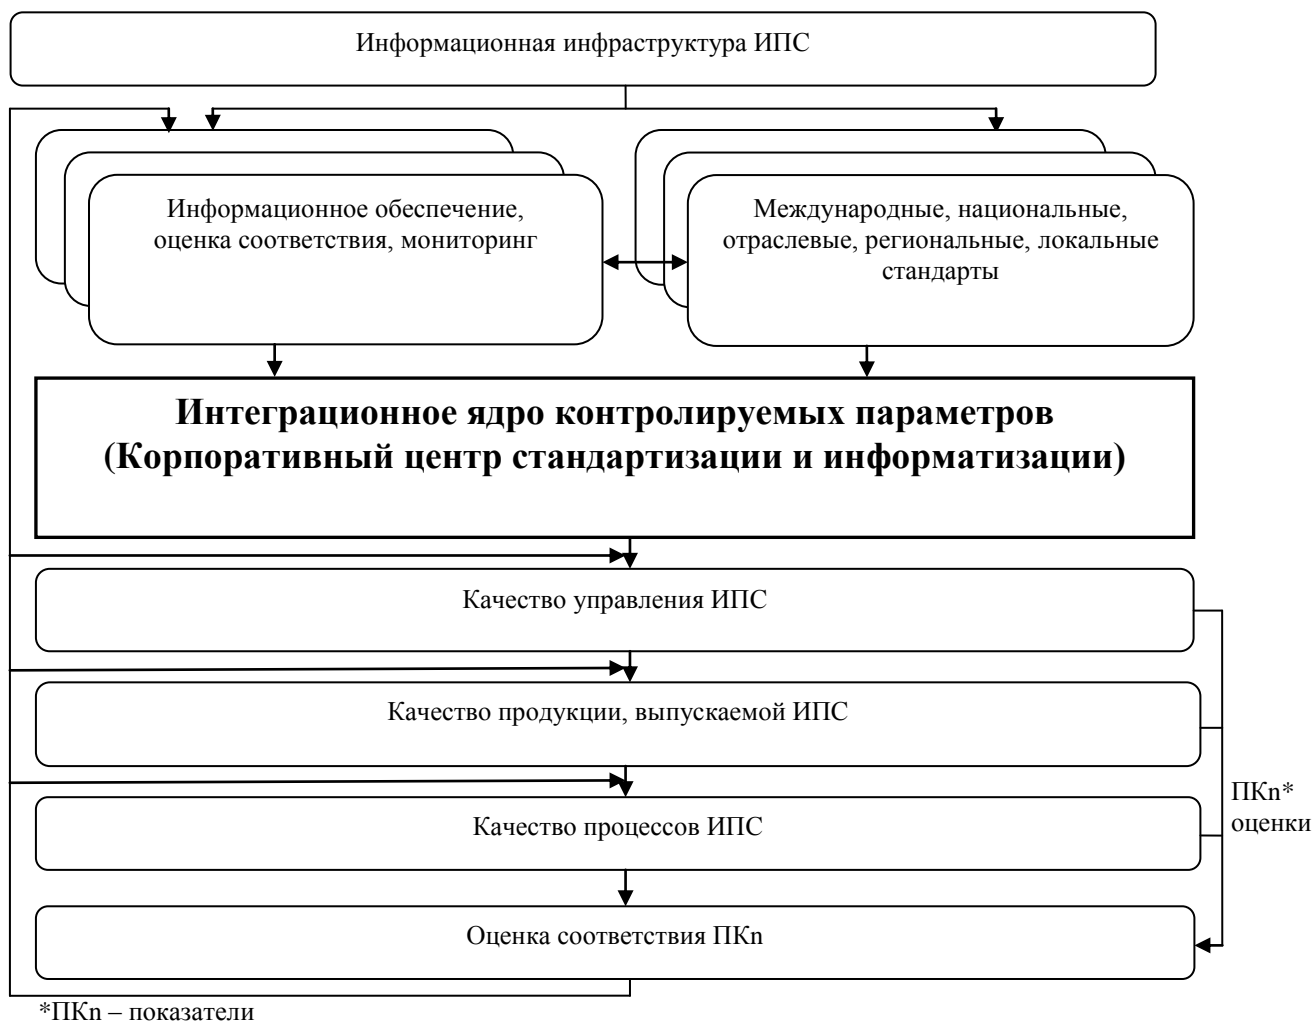 Информационная инфраструктура ИПС
Информационное обеспечение,
оценка соответствия, мониторинг
Международные, национальные,
отраслевые, региональные, локальные
стандарты
Интеграционное ядро контролируемых параметров
(Корпоративный центр стандартизации и информатизации)
Качество управления ИПС
Качество продукции, выпускаемой ИПС
Качество процессов ИПС
ПКn*
оценки
Оценка соответствия ПКn
*ПКn – показатели